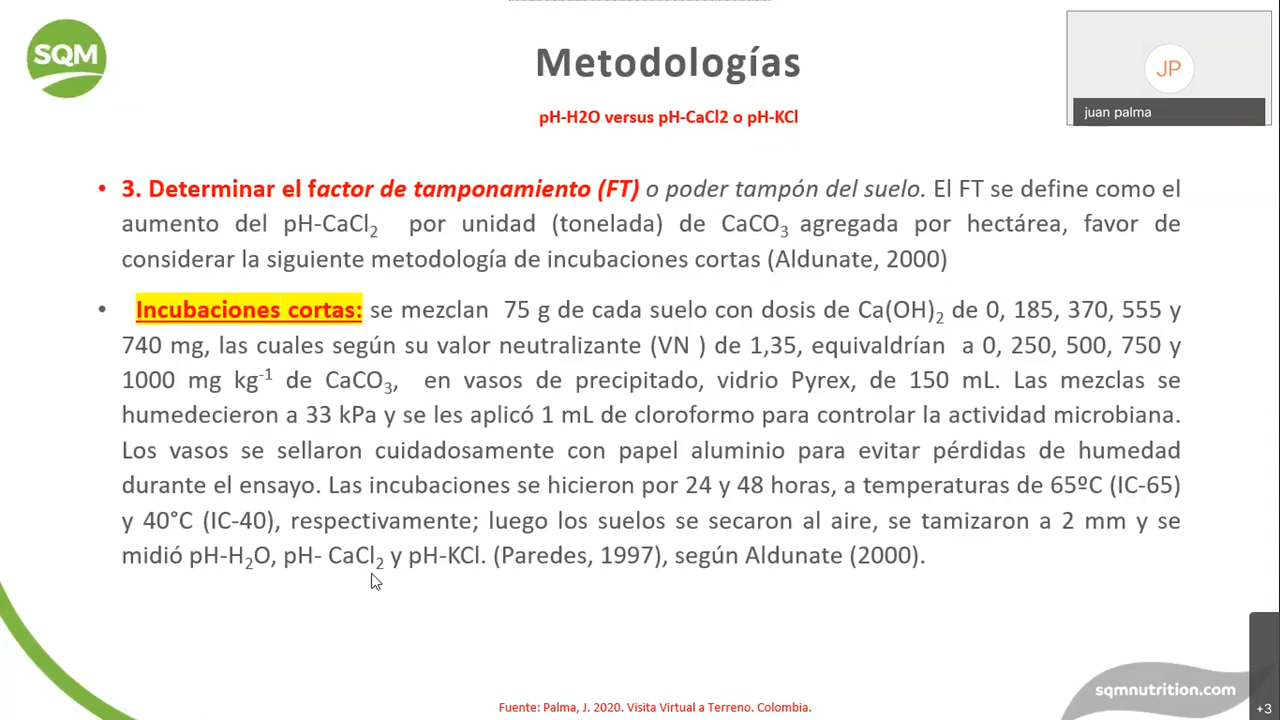 SQM
Metodologías
pH-H2O versus pH-CaCl2 o pH-KCl
JP
juan palma
• 3. Determinar el factor de tamponamiento (FT) o poder tampón del suelo. El FT se define como el
aumento del pH-CaCl₂ por unidad (tonelada) de CaCO₃ agregada por hectárea, favor de
considerar la siguiente metodología de incubaciones cortas (Aldunate, 2000)
• Incubaciones cortas: se mezclan 75 g de cada suelo con dosis de Ca(OH)₂ de 0, 185, 370, 555 y
740 mg, las cuales según su valor neutralizante (VN ) de 1,35, equivaldrían a 0, 250, 500, 750 y
1000 mg kg⁻¹ de CaCO₃, en vasos de precipitado, vidrio Pyrex, de 150 mL. Las mezclas se
humedecieron a 33 kPa y se les aplicó 1 mL de cloroformo para controlar la actividad microbiana.
Los vasos se sellaron cuidadosamente con papel aluminio para evitar pérdidas de humedad
durante el ensayo. Las incubaciones se hicieron por 24 y 48 horas, a temperaturas de 65ºC (IC-65)
y 40°C (IC-40), respectivamente; luego los suelos se secaron al aire, se tamizaron a 2 mm y se
midió pH-H₂O, pH- CaCl₂ y pH-KCl. (Paredes, 1997), según Aldunate (2000).
sqmnutrition.com
Fuente: Palma, J. 2020. Visita Virtual a Terreno. Colombia.
+3